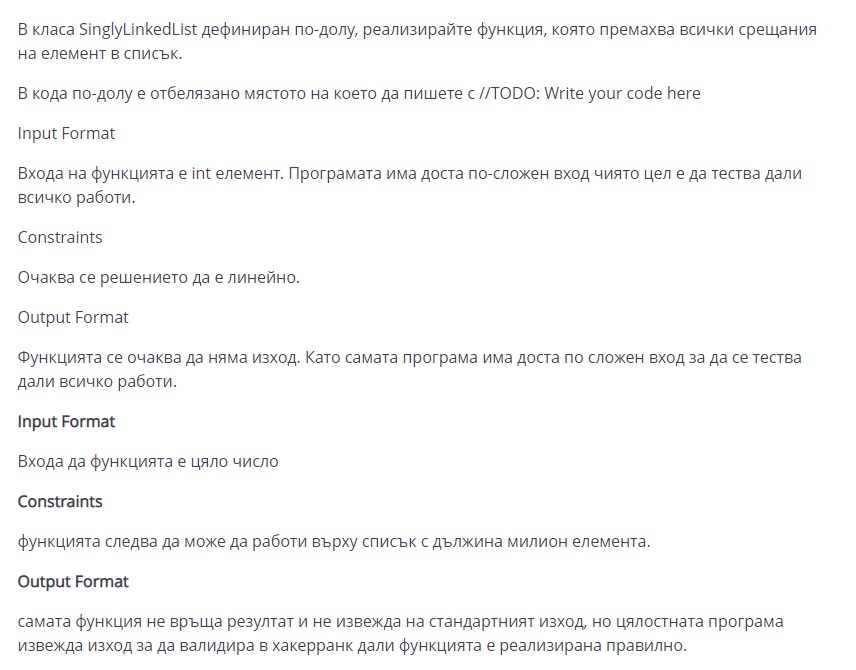 В класа SinglyLinkedList дефиниран по-долу, реализирайте функция, която премахва всички срещания
на елемент в списък.
В кода по-долу е отбелязано мястото на което да пишете с //TODO: Write your code here
Input Format
Входа на функцията е int елемент. Програмата има доста по-сложен вход чиято цел е да тества дали
всичко работи.
Constraints
Очаква се решението да е линейно.
Output Format
Функцията се очаква да няма изход. Като самата програма има доста по сложен вход за да се тества
дали всичко работи.
Input Format
Входа да функцията е цяло число
Constraints
функцията следва да може да работи върху списък с дължина милион елемента.
Output Format
самата функция не връща резултат и не извежда на стандартният изход, но цялостната програма
извежда изход за да валидира в хакерранк дали функцията е реализирана правилно.